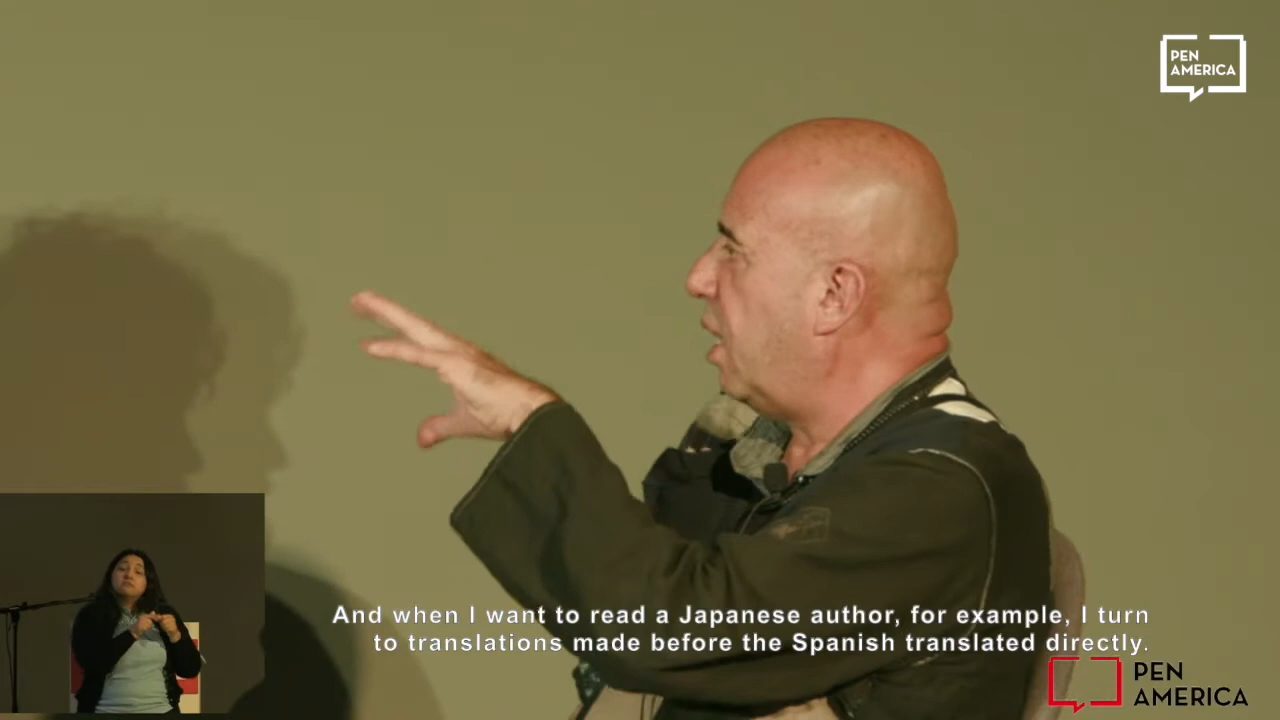 PEN
AMERICA
And when I want to read a Japanese author, for example, I turn
to translations made before the Spanish translated directly.
PEN
AMERICA